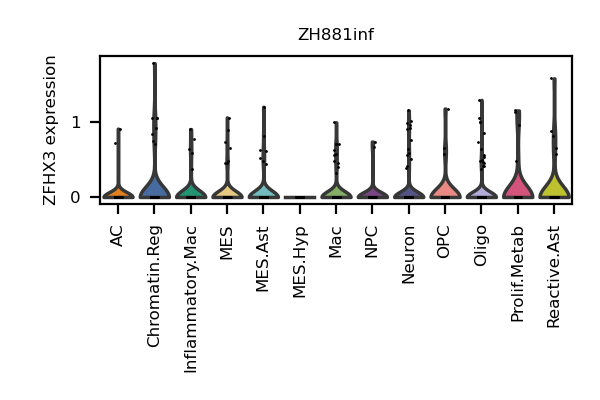 ZH881inf
ZFHX3 expression
1
0
AC
Chromatin.Reg
Inflammatory.Mac
MES
MES.Ast
MES.Hyp
Mac
NPC
Neuron
OPC
Oligo
Prolif.Metab
Reactive.Ast